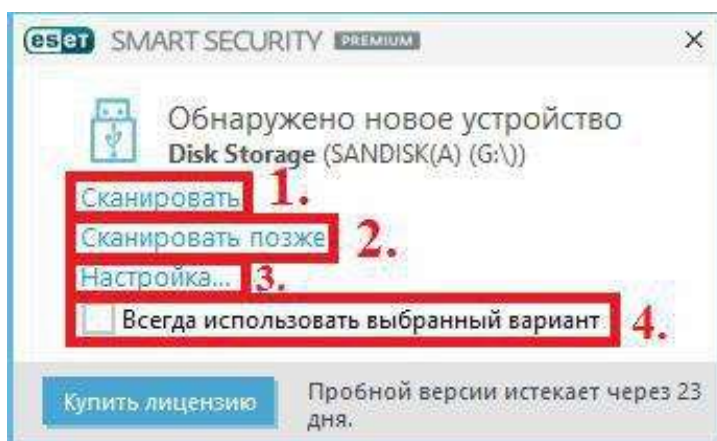 eset SMART SECURITY PREMIUM
Обнаружено новое устройство
Disk Storage (SANDISK(A) (G:\))
Сканировать 1.
Сканировать позже 2.
Настройка... 3.
Всегда использовать выбранный вариант 4.
Купить лицензию
Пробной версии истекает через 23
дня.